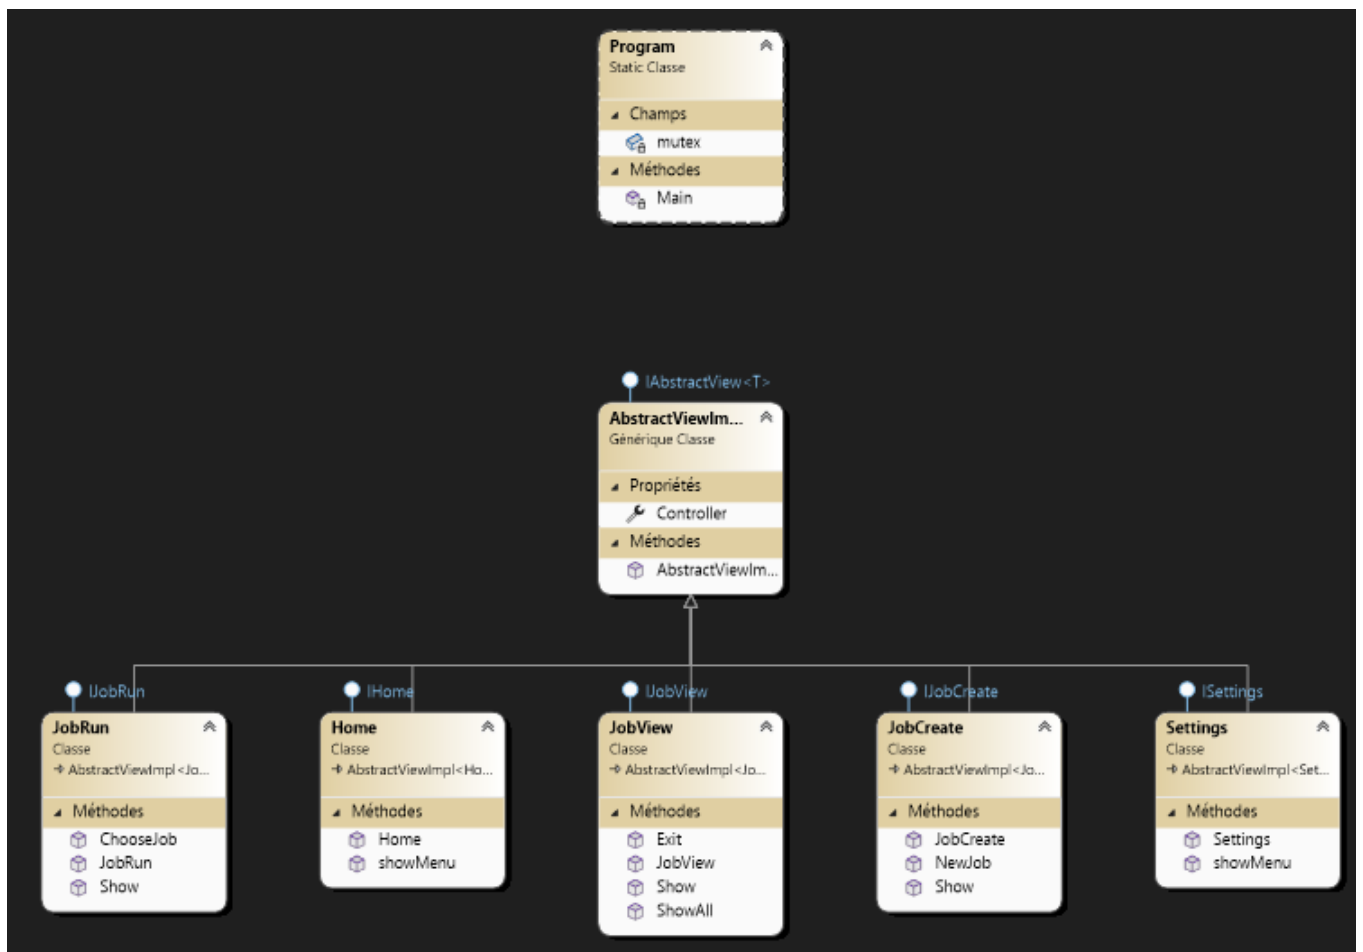 Program
Static Classe
Champs
mutex
Méthodes
Main
IAbstractView<T>
AbstractViewIm...
Générique Classe
Propriétés
Controller
Méthodes
AbstractViewIm...
IJobRun
JobRun
Classe
AbstractViewImpl<Jo...
Méthodes
ChooseJob
JobRun
Show
IHome
Home
Classe
AbstractViewImpl<Ho...
Méthodes
Home
showMenu
IJobView
JobView
Classe
AbstractViewImpl<Jo...
Méthodes
Exit
JobView
Show
ShowAll
IJobCreate
JobCreate
Classe
AbstractViewImpl<Jo...
Méthodes
JobCreate
NewJob
Show
ISettings
Settings
Classe
AbstractViewImpl<Set...
Méthodes
Settings
showMenu